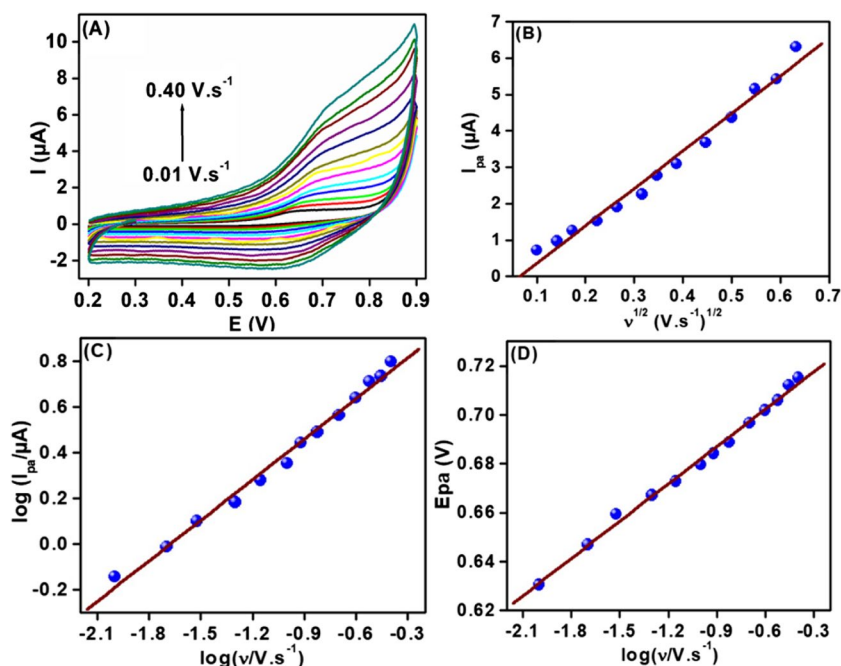 (A)
10
8
6
4
2
0
-2
I (µA)
0.40 V.s⁻¹
0.01 V.s⁻¹
0.2 0.3 0.4 0.5 0.6 0.7 0.8 0.9
E (V)
(B)
7
6
5
4
3
2
1
0
Iₚₐ (µA)
0.0 0.1 0.2 0.3 0.4 0.5 0.6 0.7
ν¹/² (V.s⁻¹)¹/²
(C)
0.8
0.4
0.0
-0.2
log (Iₚₐ/µA)
-2.1 -1.8 -1.5 -1.2 -0.9 -0.6 -0.3
log(ν/V.s⁻¹)
(D)
0.72
0.70
0.68
0.66
0.64
0.62
Epa (V)
-2.1 -1.8 -1.5 -1.2 -0.9 -0.6 -0.3
log(ν/V.s⁻¹)